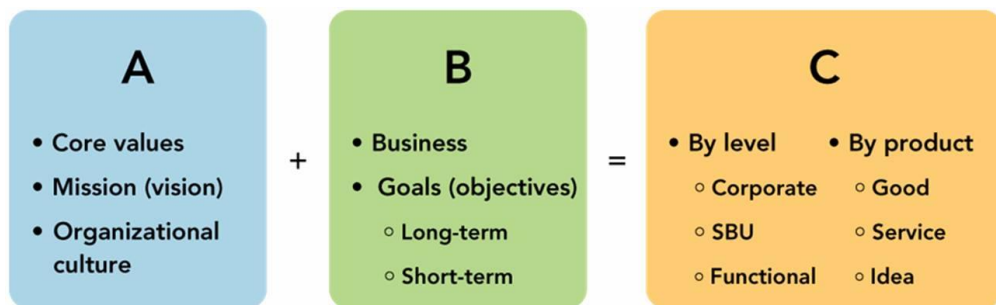 A
• Core values
• Mission (vision)
• Organizational
culture
+
B
• Business
• Goals (objectives)
○ Long-term
○ Short-term
=
C
• By level
○ Corporate
○ SBU
○ Functional
• By product
○ Good
○ Service
○ Idea